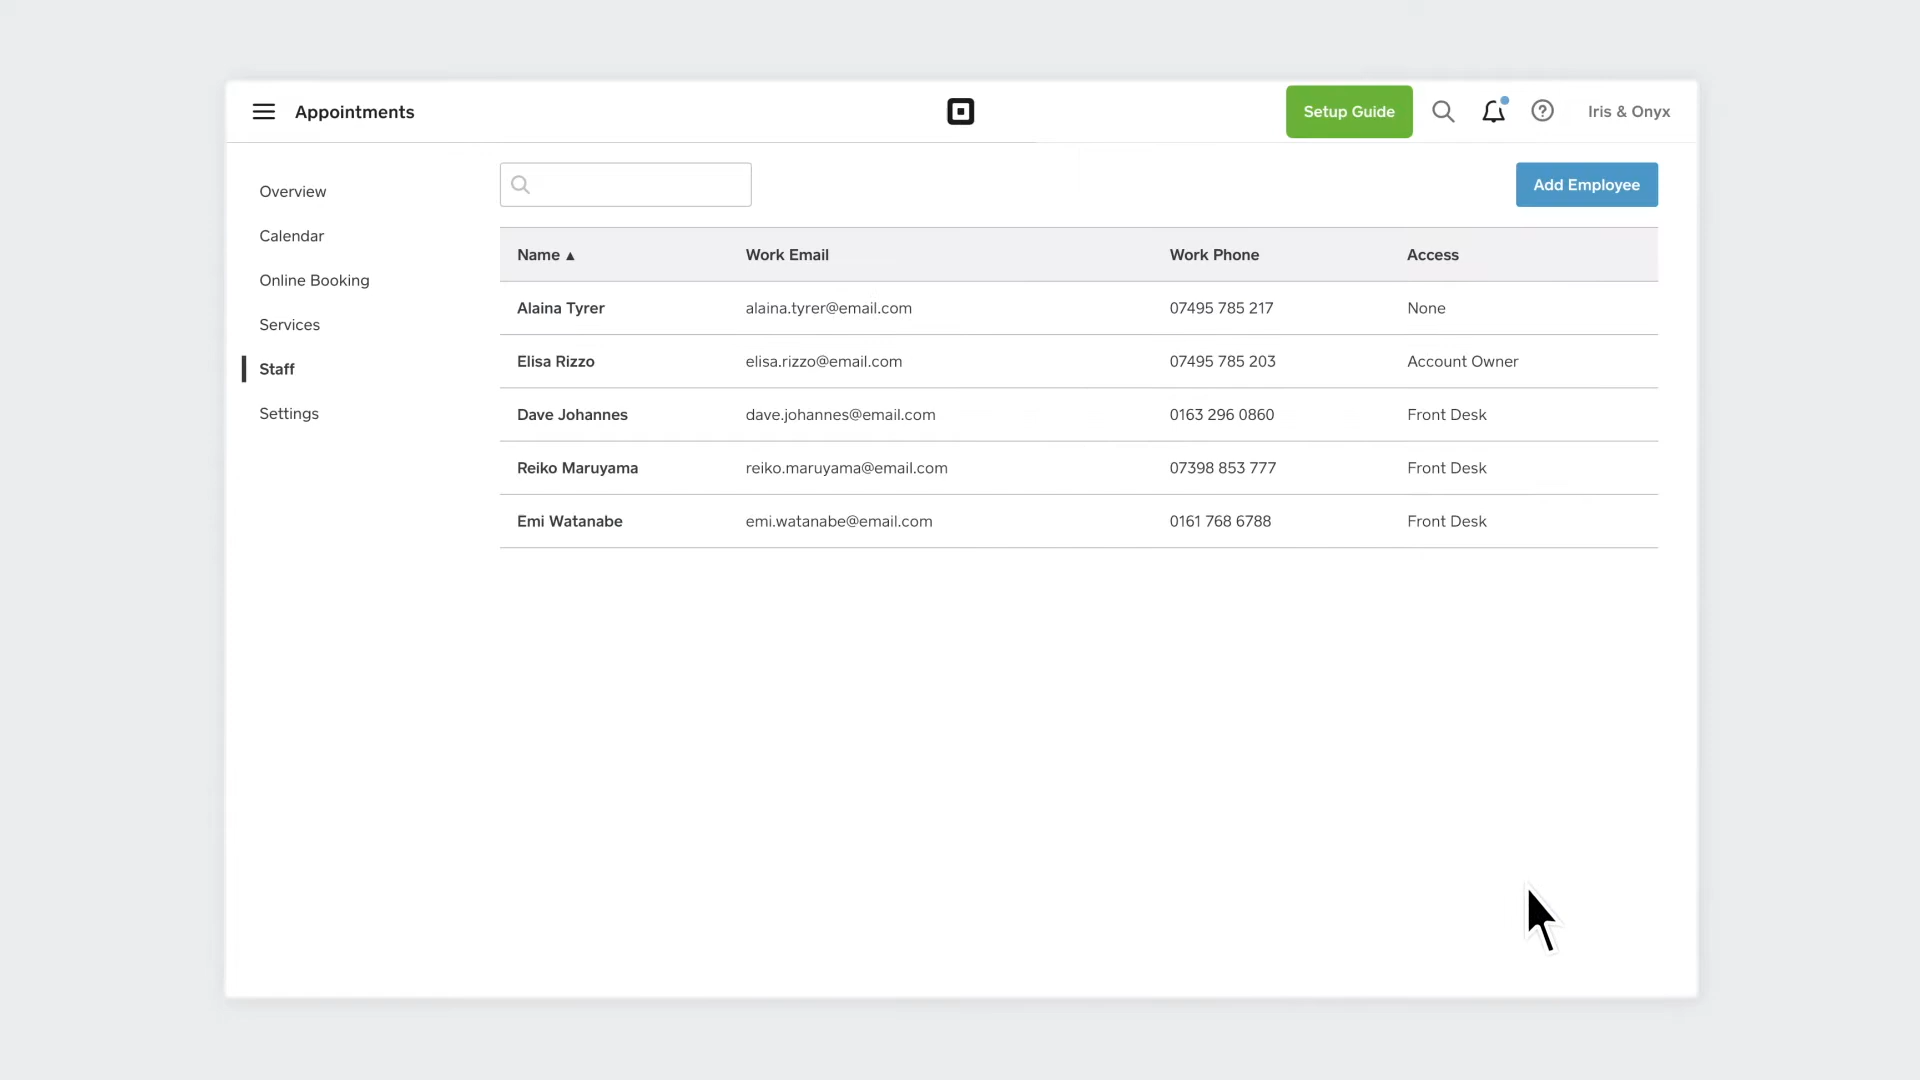 Appointments
Setup Guide
Iris & Onyx
Overview
Calendar
Online Booking
Services
Staff
Settings
Add Employee
Name ▲ Work Email Work Phone Access
Alaina Tyrer alaina.tyrer@email.com 07495 785 217 None
Elisa Rizzo elisa.rizzo@email.com 07495 785 203 Account Owner
Dave Johannes dave.johannes@email.com 0163 296 0860 Front Desk
Reiko Maruyama reiko.maruyama@email.com 07398 853 777 Front Desk
Emi Watanabe emi.watanabe@email.com 0161 768 6788 Front Desk